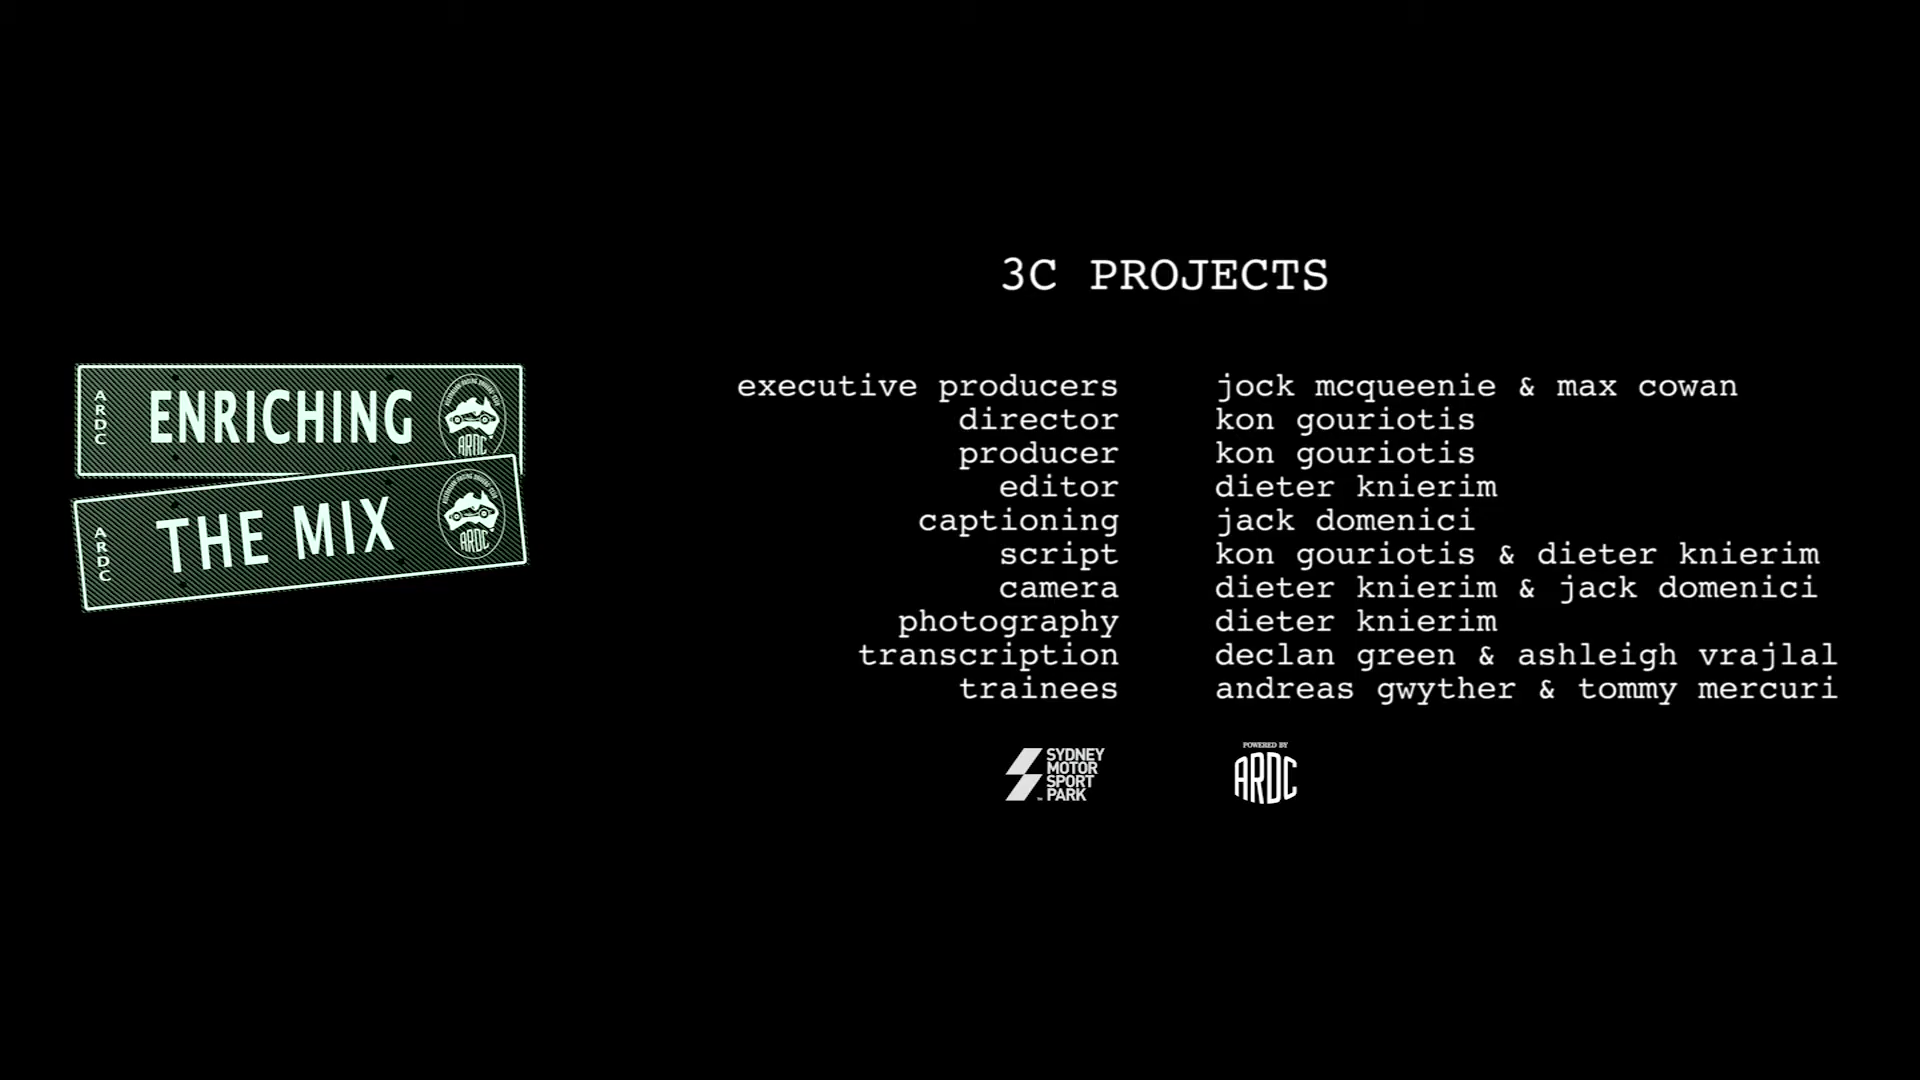 ARDC ENRICHING ARDC
ARDC THE MIX ARDC
3C PROJECTS
executive producers jock mcqueenie & max cowan
director kon gouriotis
producer kon gouriotis
editor dieter knierim
captioning jack domenici
script kon gouriotis & dieter knierim
camera dieter knierim & jack domenici
photography dieter knierim
transcription declan green & ashleigh vrajlal
trainees andreas gwyther & tommy mercuri
SYDNEY
MOTOR
SPORT
PARK
POWERED BY
ARDC